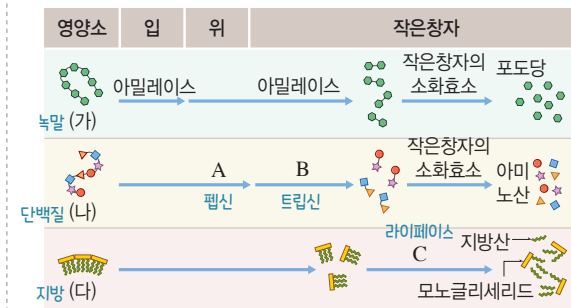 영양소 입 위 작은창자
아밀레이스 아밀레이스 작은창자의 소화효소 포도당
녹말 (가)
A B 작은창자의 소화효소 아미노산
펩신 트립신
단백질 (나)
라이페이스
C
지방산
모노글리세리드
지방 (다)